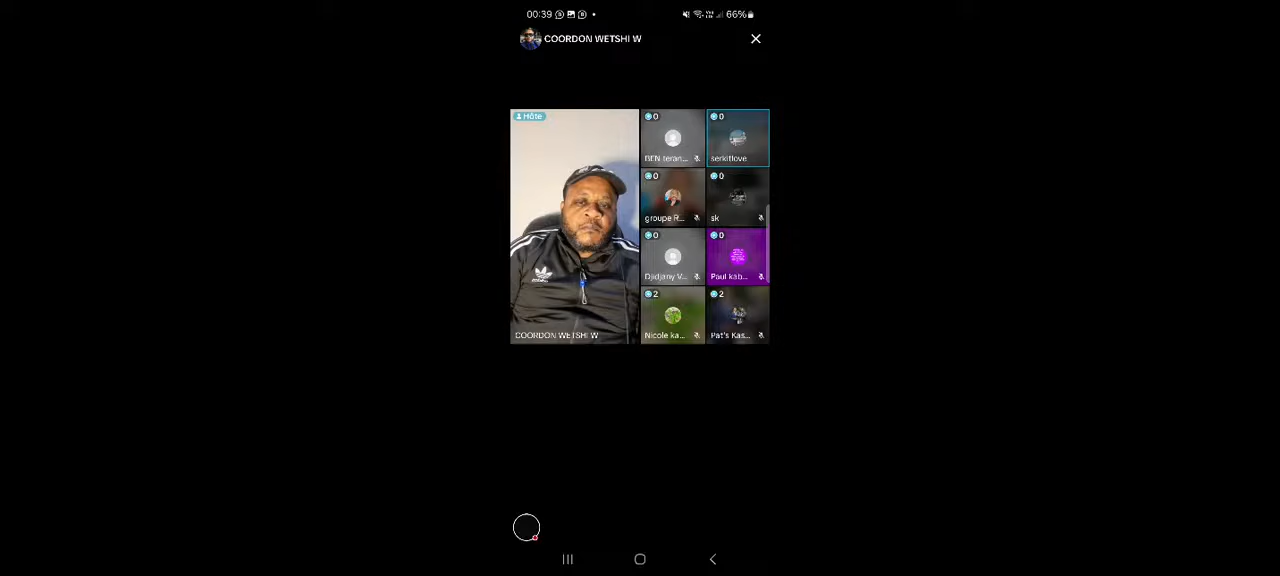 00:39
66%
COORDON WETSHI W
Hôte
0
0
BEN teran...
serkitlove
0
0
groupe R...
sk
0
0
Djdjany V...
Paul kab...
2
2
Nicole ka...
Pat's Kas...
COORDON WETSHI W